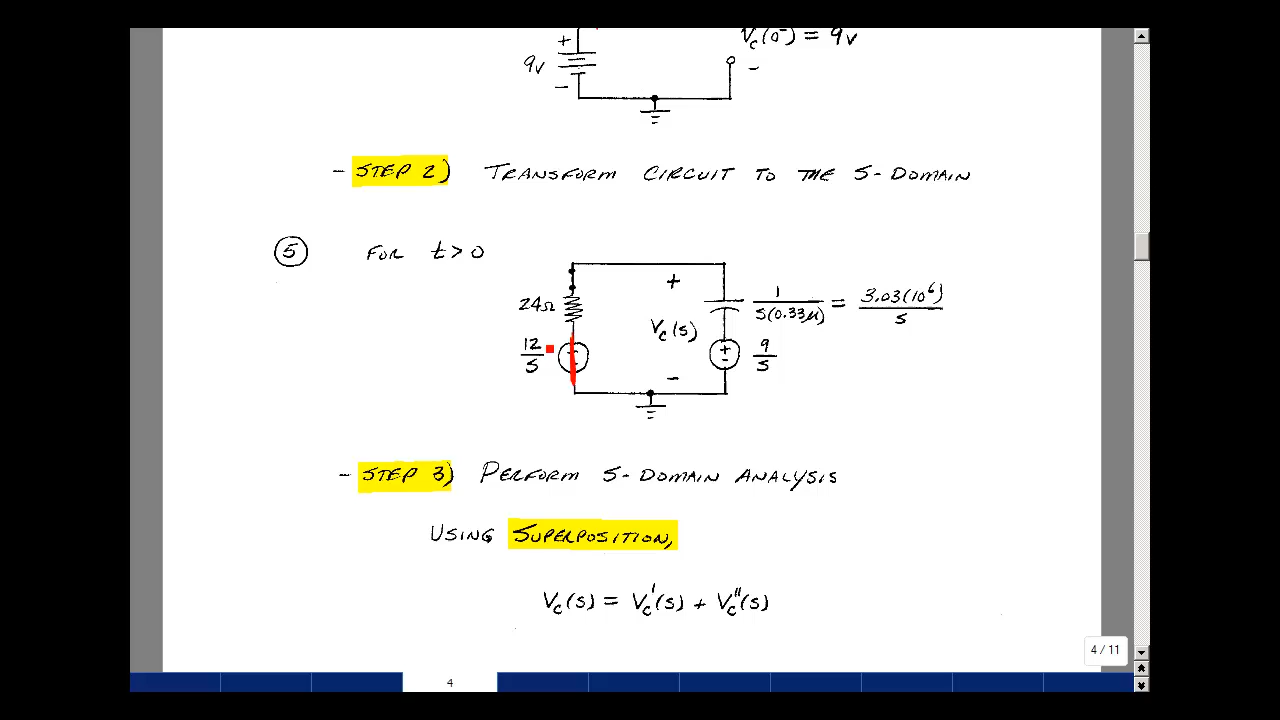 Vc(0⁻) = 9V
+
9V
-
-
- STEP 2) TRANSFORM CIRCUIT TO THE S-DOMAIN
5 FOR t > 0
24Ω
12/S
+
Vc(s)
-
1/S(0.33µ) = 3.03(10⁶)/S
+
-
9/S
- STEP 3) PERFORM S-DOMAIN ANALYSIS
USING SUPERPOSITION,
Vc(s) = Vc'(s) + Vc''(s)
4 / 11
4